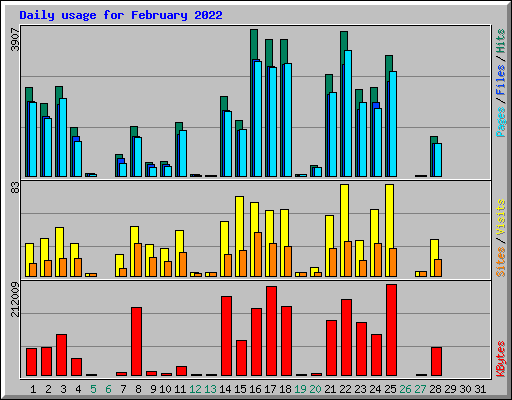 Daily usage for February 2022
3907
Pages/Files/Hits
83
Sites/Visits
212009
KBytes
1 2 3 4 5 6 7 8 9 10 11 12 13 14 15 16 17 18 19 20 21 22 23 24 25 26 27 28 29 30 31